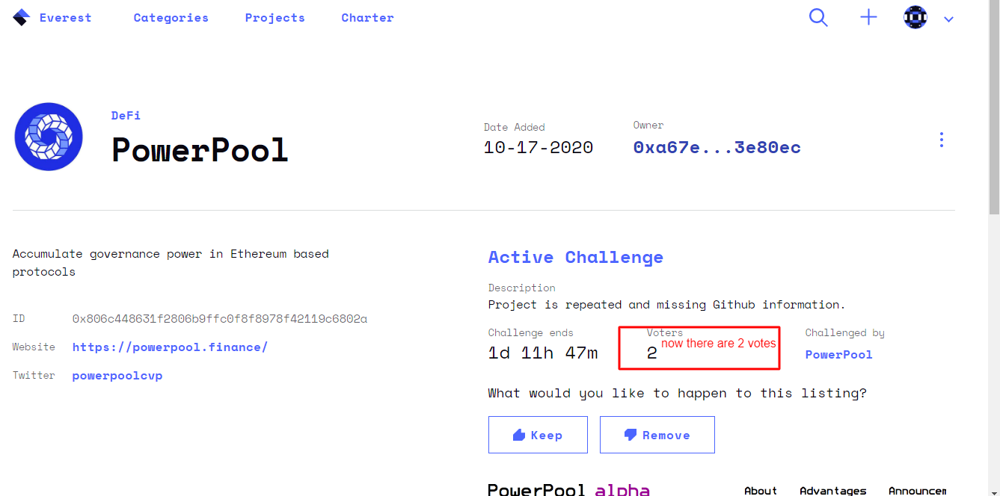 Everest Categories Projects Charter
DeFi
PowerPool
Date Added
10-17-2020
Owner
0xa67e...3e80ec
Accumulate governance power in Ethereum based
protocols
ID 0x806c448631f2806b9ffc0f8f8978f42119c6802a
Website https://powerpool.finance/
Twitter powerpoolcvp
Active Challenge
Description
Project is repeated and missing Github information.
Challenge ends
1d 11h 47m
Voters
2
now there are 2 votes
Challenged by
PowerPool
What would you like to happen to this listing?
Keep Remove
PowerPool alpha About Advantages Announcem